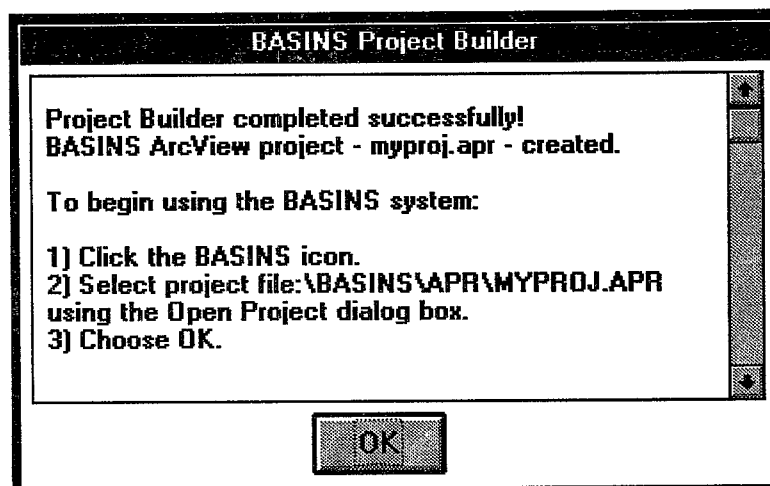 BASINS Project Builder
Project Builder completed successfully!
BASINS ArcView project - myproj.apr - created.
To begin using the BASINS system:
1) Click the BASINS icon.
2) Select project file:\BASINS\APR\MYPROJ.APR
using the Open Project dialog box.
3) Choose OK.
OK